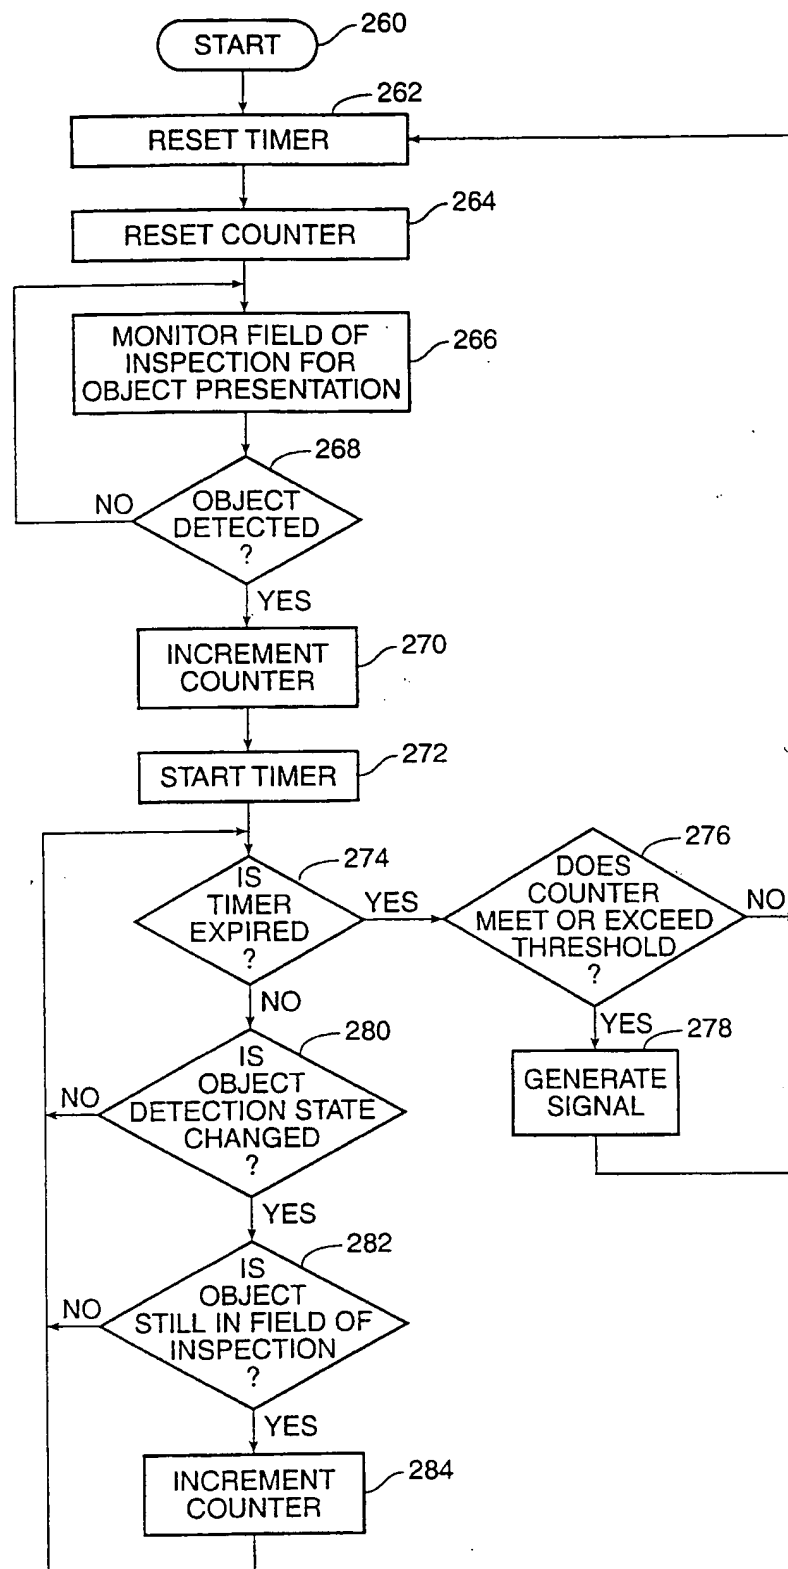 START
260
262
RESET TIMER
264
RESET COUNTER
MONITOR FIELD OF
INSPECTION FOR
OBJECT PRESENTATION
266
268
NO
OBJECT
DETECTED
?
YES
INCREMENT
COUNTER
270
START TIMER
272
IS
TIMER
EXPIRED
?
274
YES
NO
DOES
COUNTER
MEET OR EXCEED
THRESHOLD
?
276
NO
YES
278
GENERATE
SIGNAL
280
IS
OBJECT
DETECTION STATE
CHANGED
?
NO
YES
282
IS
OBJECT
STILL IN FIELD OF
INSPECTION
?
NO
YES
INCREMENT
COUNTER
284